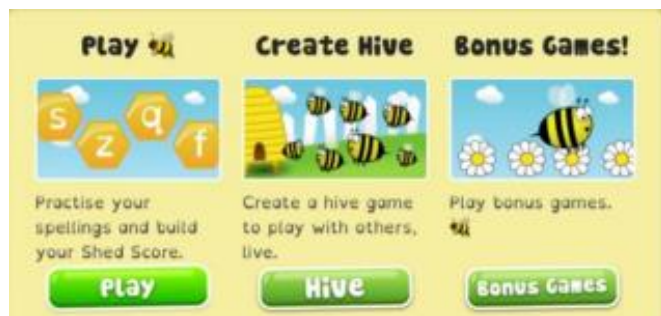 Play
Create Hive
Bonus Games!
s
z
q
f
Practise your
spellings and build
your Shed Score.
Create a hive game
to play with others,
live.
Play bonus games.
Play
Hive
Bonus Games